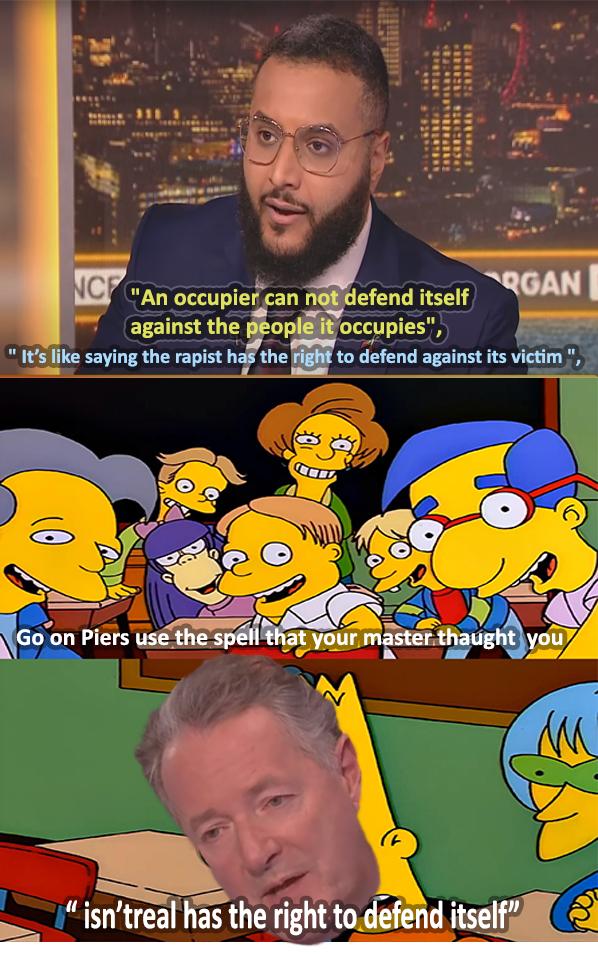 NCE
ORGAN
"An occupier can not defend itself
against the people it occupies",
" It's like saying the rapist has the right to defend against its victim ",
Go on Piers use the spell that your master thaught you
“ isn’treal has the right to defend itself”